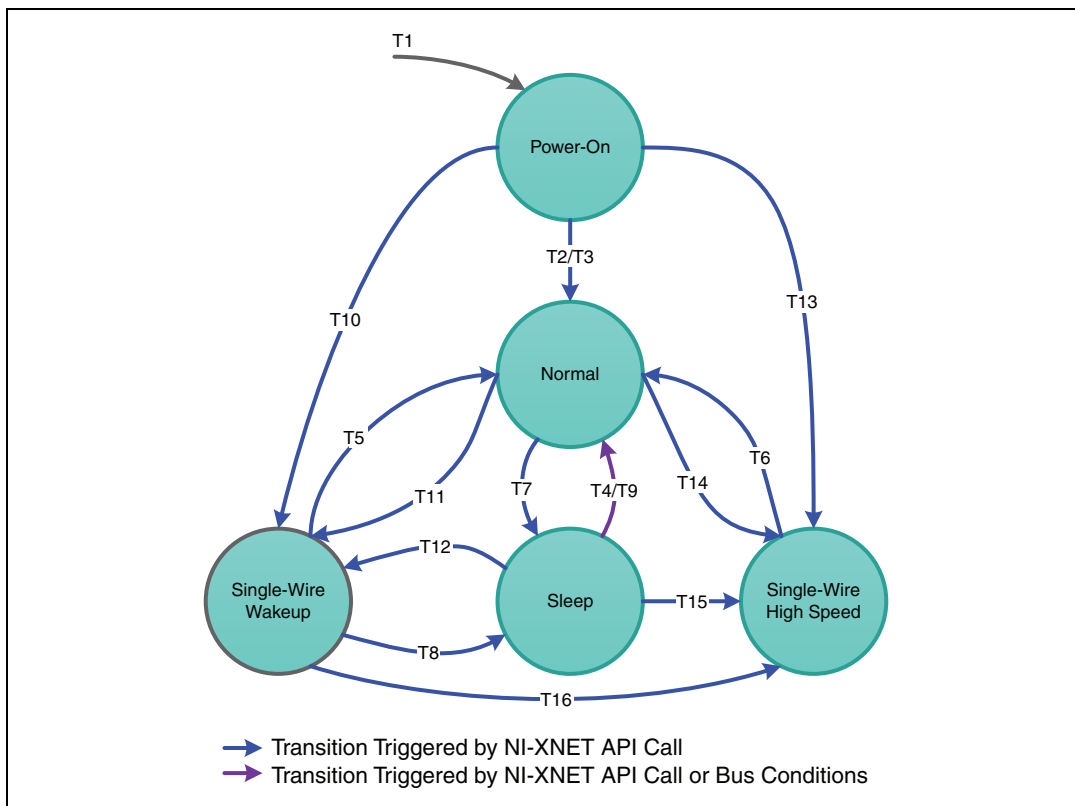 T1
Power-On
T2/T3
T13
T10
Normal
T5
T6
T7
T4/T9
T14
T11
T12
Single-Wire
Wakeup
Sleep
T15
Single-Wire
High Speed
T8
T16
Transition Triggered by NI-XNET API Call
Transition Triggered by NI-XNET API Call or Bus Conditions